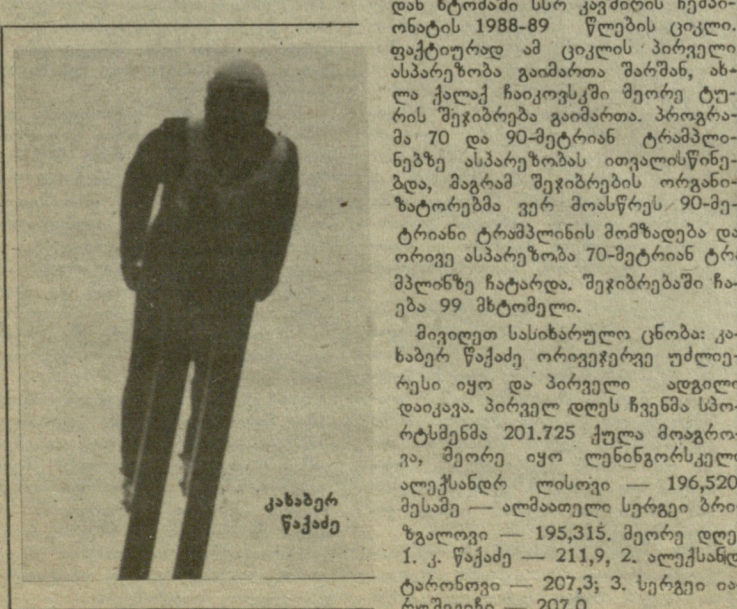 დან ხტომაში სსრ კავშირის ჩემპი-
ონატის 1988-89 წლების ციკლი.
ფაქტიურად ამ ციკლის პირველი
ასპარეზობა გაიმართა შარშან, ახ-
ლა ქალაქ ჩაიკოვსკში მეორე ტუ-
რის შეჯიბრება გაიმართა. პროგრა-
მა 70 და 90-მეტრიან ტრამპლი-
ნებზე ასპარეზობას ითვალისწინე-
ბდა, მაგრამ შეჯიბრების ორგანი-
ზატორებმა ვერ მოასწრეს 90-მე-
ტრიანი ტრამპლინის მომზადება და
ორივე ასპარეზობა 70-მეტრიან ტრა
მპლინზე ჩატარდა. შეჯიბრებაში ჩა-
ება 99 მხტომელი.
მივიღეთ სასიხარულო ცნობა: კა-
ხაბერ წაქაძე ორივეჯერვე უძლიე-
რესი იყო და პირველი ადგილი
დაიკავა. პირველ დღეს ჩვენმა სპო-
რტსმენმა 201.725 ქულა მოაგრო-
ვა, მეორე იყო ლენინგორსკელი
ალექსანდრ ლისოვი — 196,520
მესამე — ალმაათელი სერგეი ბრი-
ზგალოვი — 195,315. მეორე დღე
1. კ. წაქაძე — 211,9, 2. ალექსანდ
ტარონოვი — 207,3; 3. სერგეი ია-
— 207,0
კახაბერ
წაქაძე